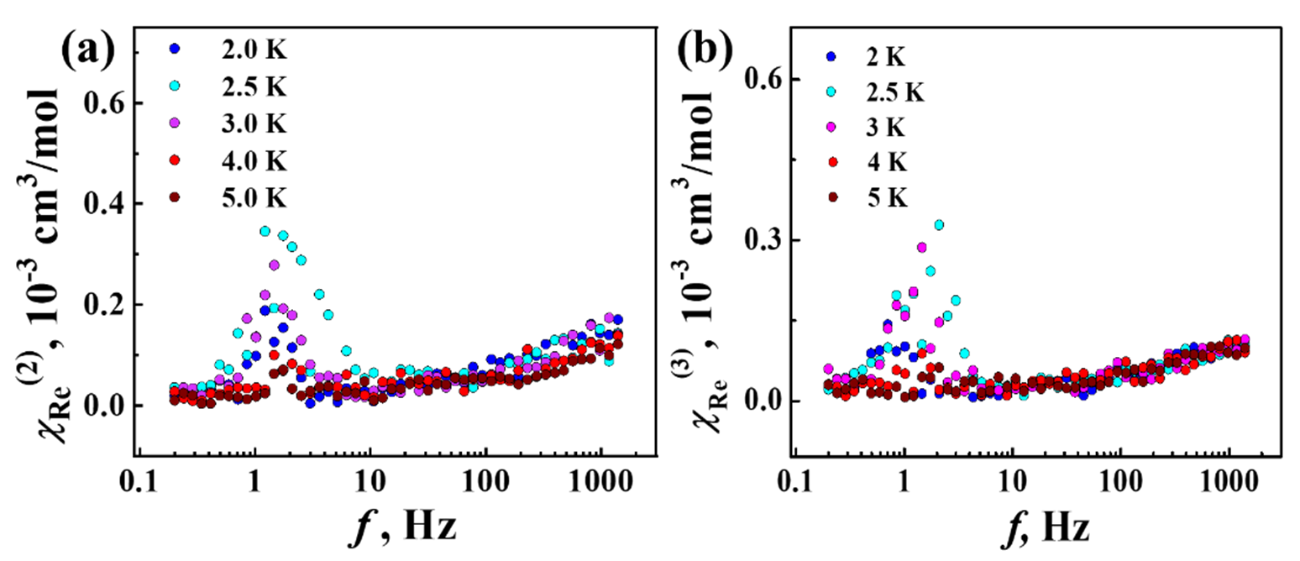 (a)
2.0 K
2.5 K
3.0 K
4.0 K
5.0 K
0.6
0.4
0.2
0.0
χRe(2), 10-3 cm3/mol
0.1 1 10 100 1000
f, Hz
(b)
2 K
2.5 K
3 K
4 K
5 K
0.6
0.3
0.0
χRe(3), 10-3 cm3/mol
0.1 1 10 100 1000
f, Hz